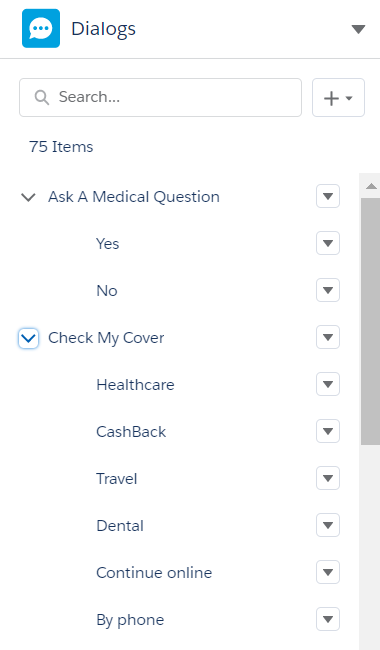 Dialogs
Search...
75 Items
Ask A Medical Question
Yes
No
Check My Cover
Healthcare
CashBack
Travel
Dental
Continue online
By phone